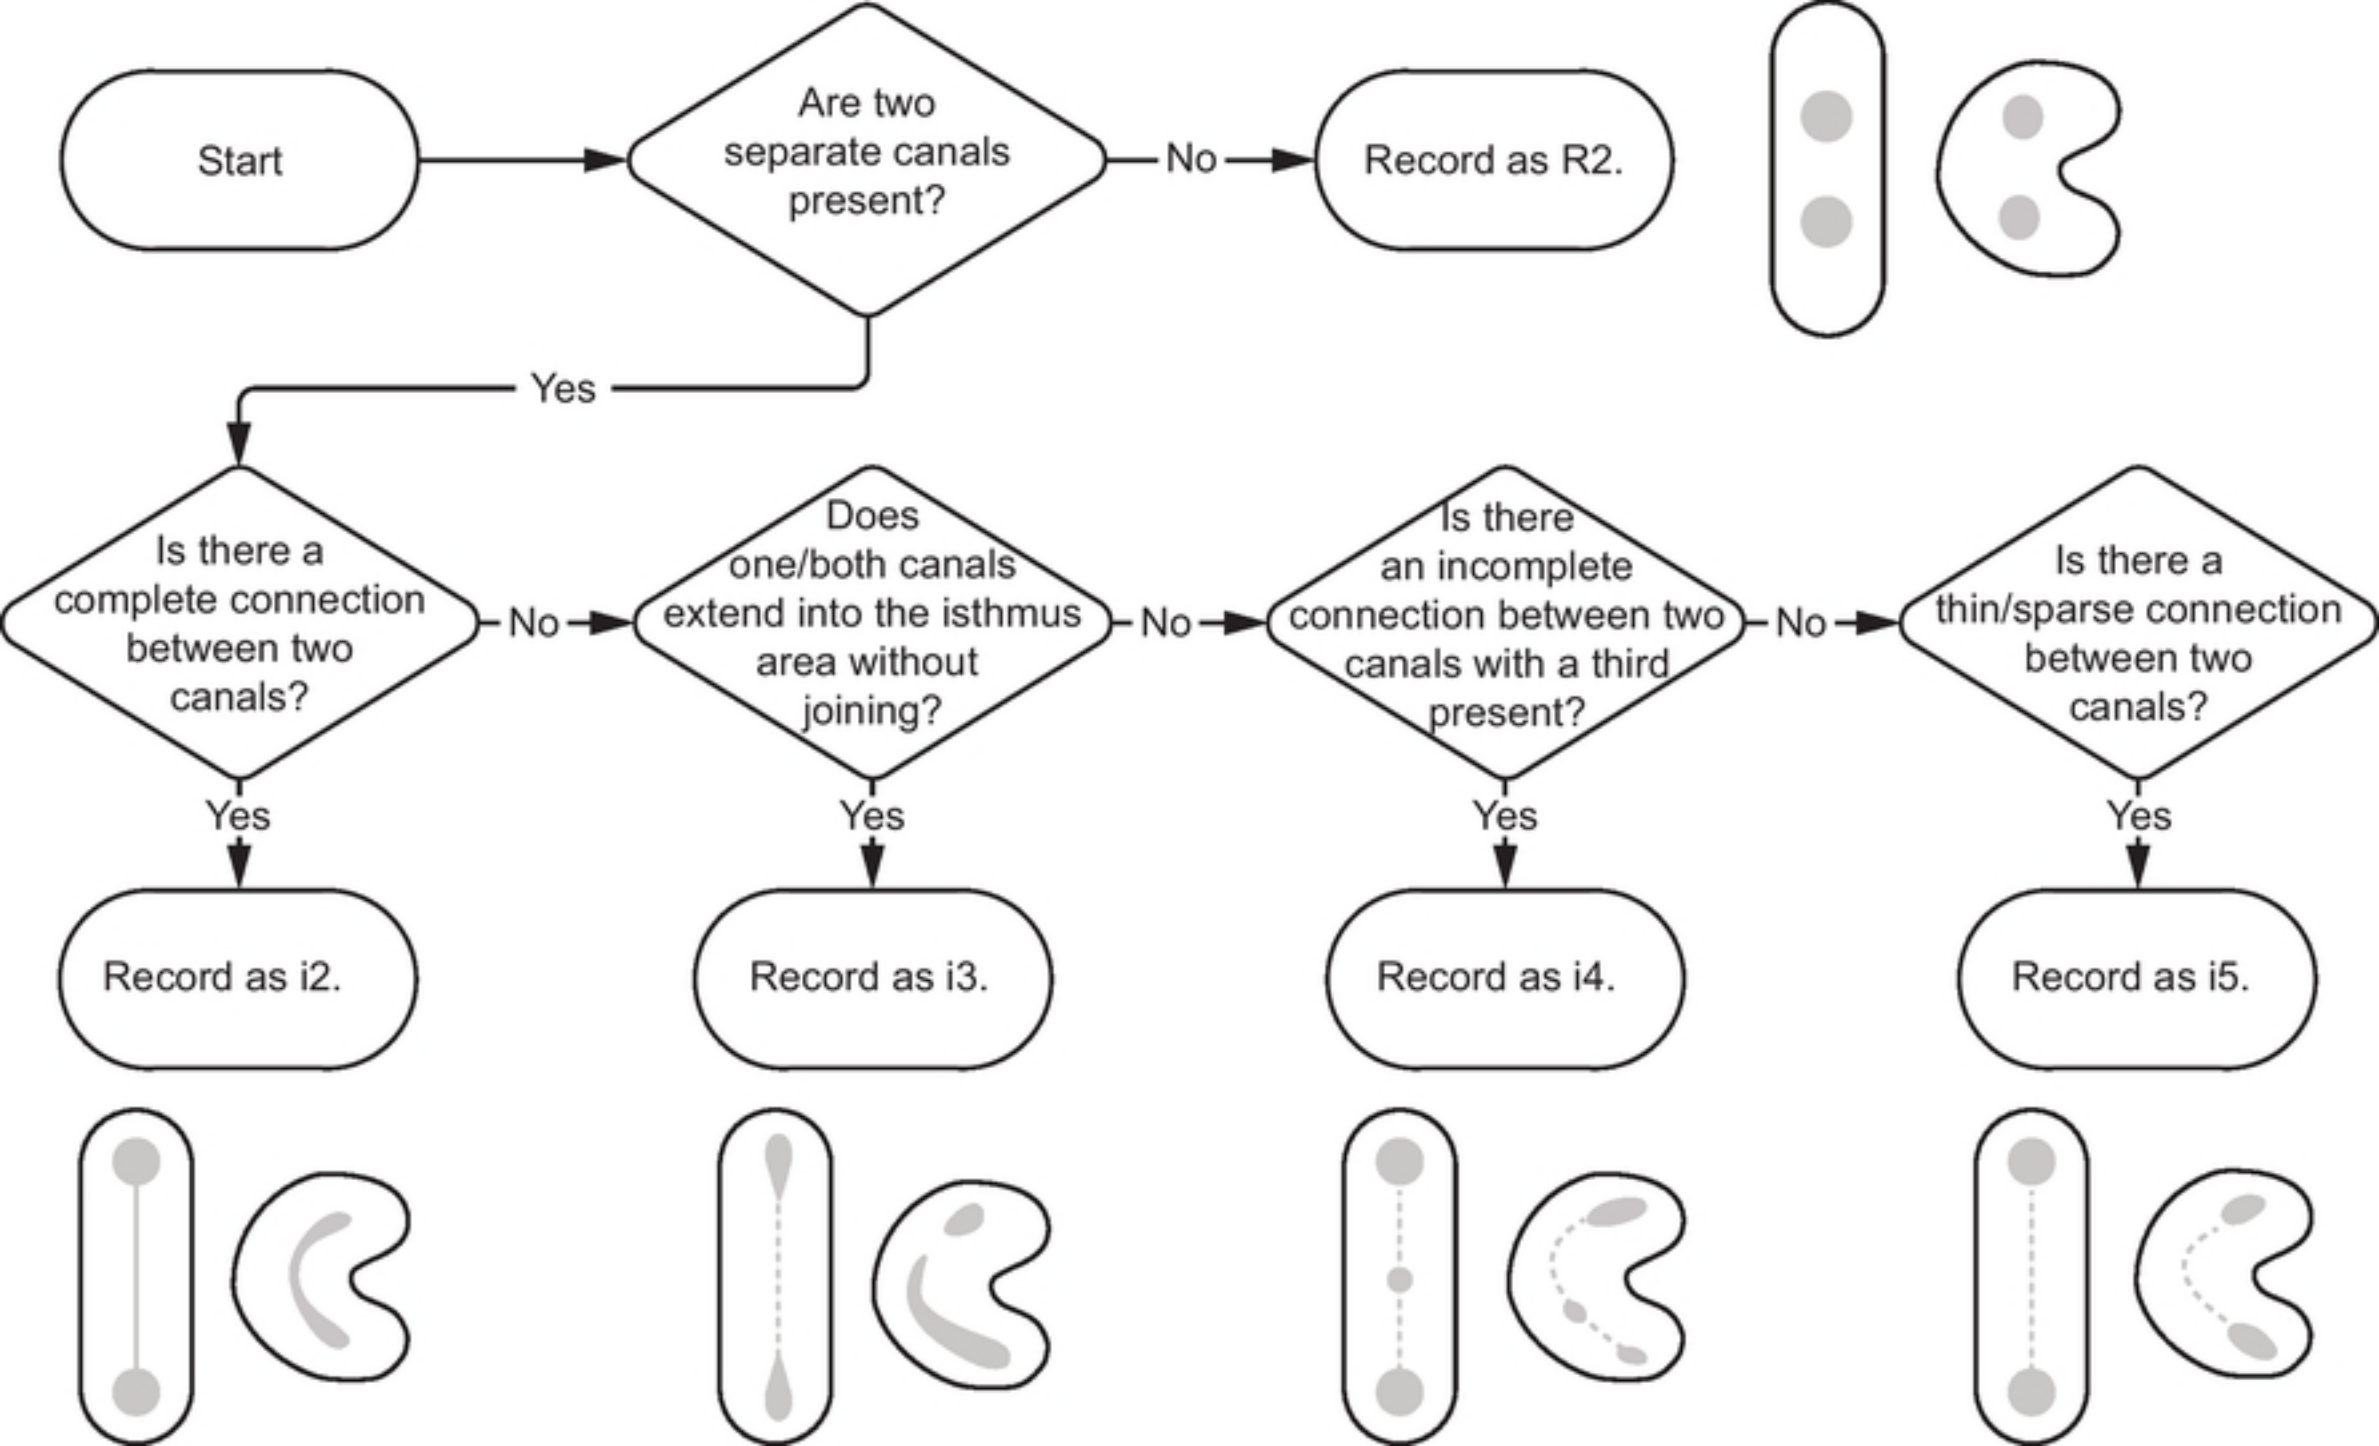 Start
Are two
separate canals
present?
No
Record as R2.
Yes
Is there a
complete connection
between two
canals?
No
Does
one/both canals
extend into the isthmus
area without
joining?
No
Is there
an incomplete
connection between two
canals with a third
present?
No
Is there a
thin/sparse connection
between two
canals?
Yes
Yes
Yes
Yes
Record as i2.
Record as i3.
Record as i4.
Record as i5.